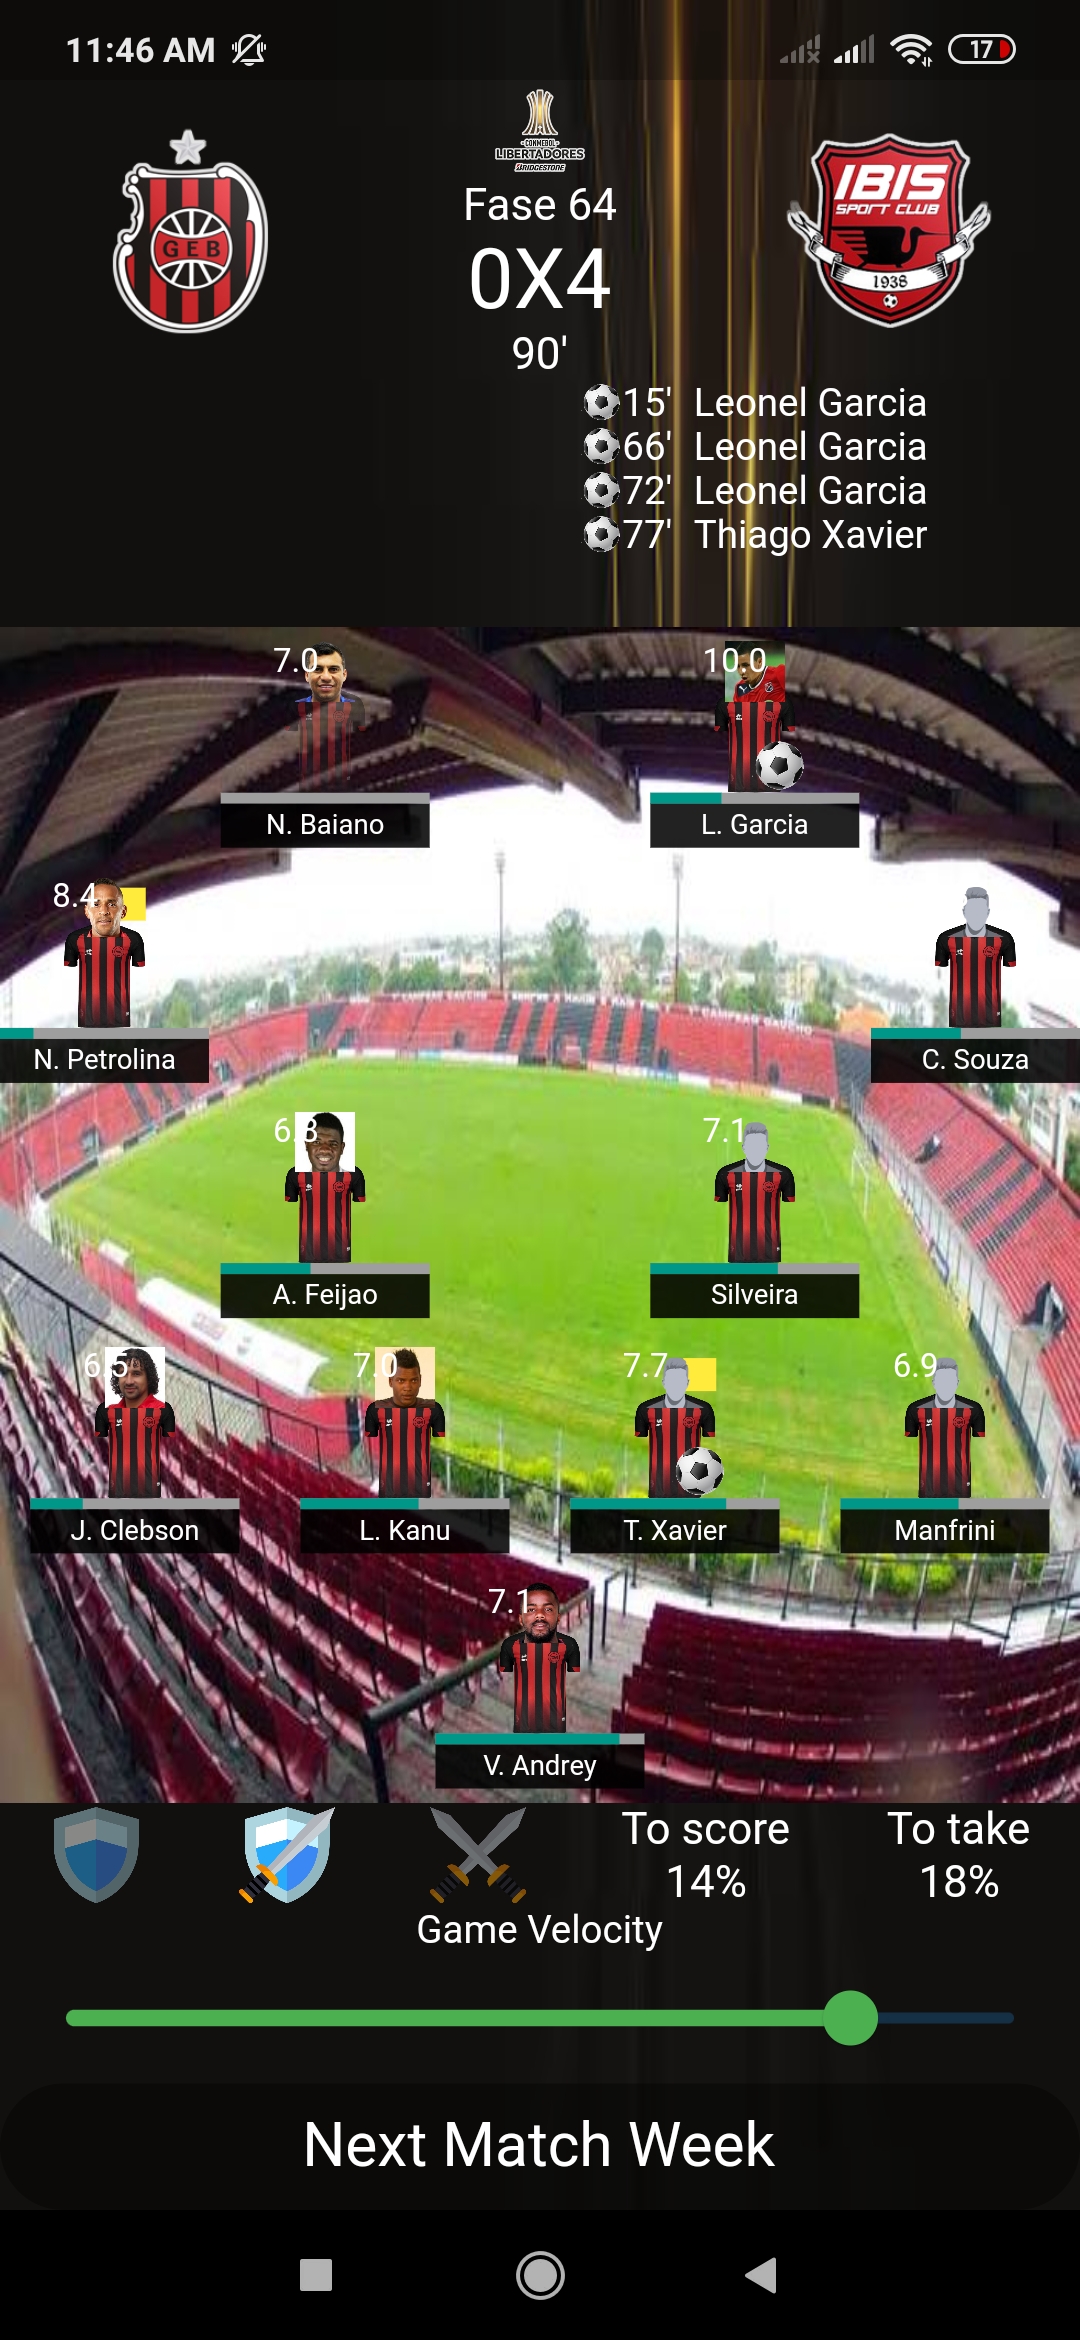 11:46 AM
17
CONMEBOL
LIBERTADORES
BRIDGESTONE
Fase 64
0X4
90'
GEB
IBIS
SPORT CLUB
1938
15' Leonel Garcia
66' Leonel Garcia
72' Leonel Garcia
77' Thiago Xavier
7.0
10.0
N. Baiano
L. Garcia
8.4
N. Petrolina
C. Souza
6.3
7.1
A. Feijao
Silveira
6.5
7.0
7.7
6.9
J. Clebson
L. Kanu
T. Xavier
Manfrini
7.1
V. Andrey
To score
To take
14%
18%
Game Velocity
Next Match Week